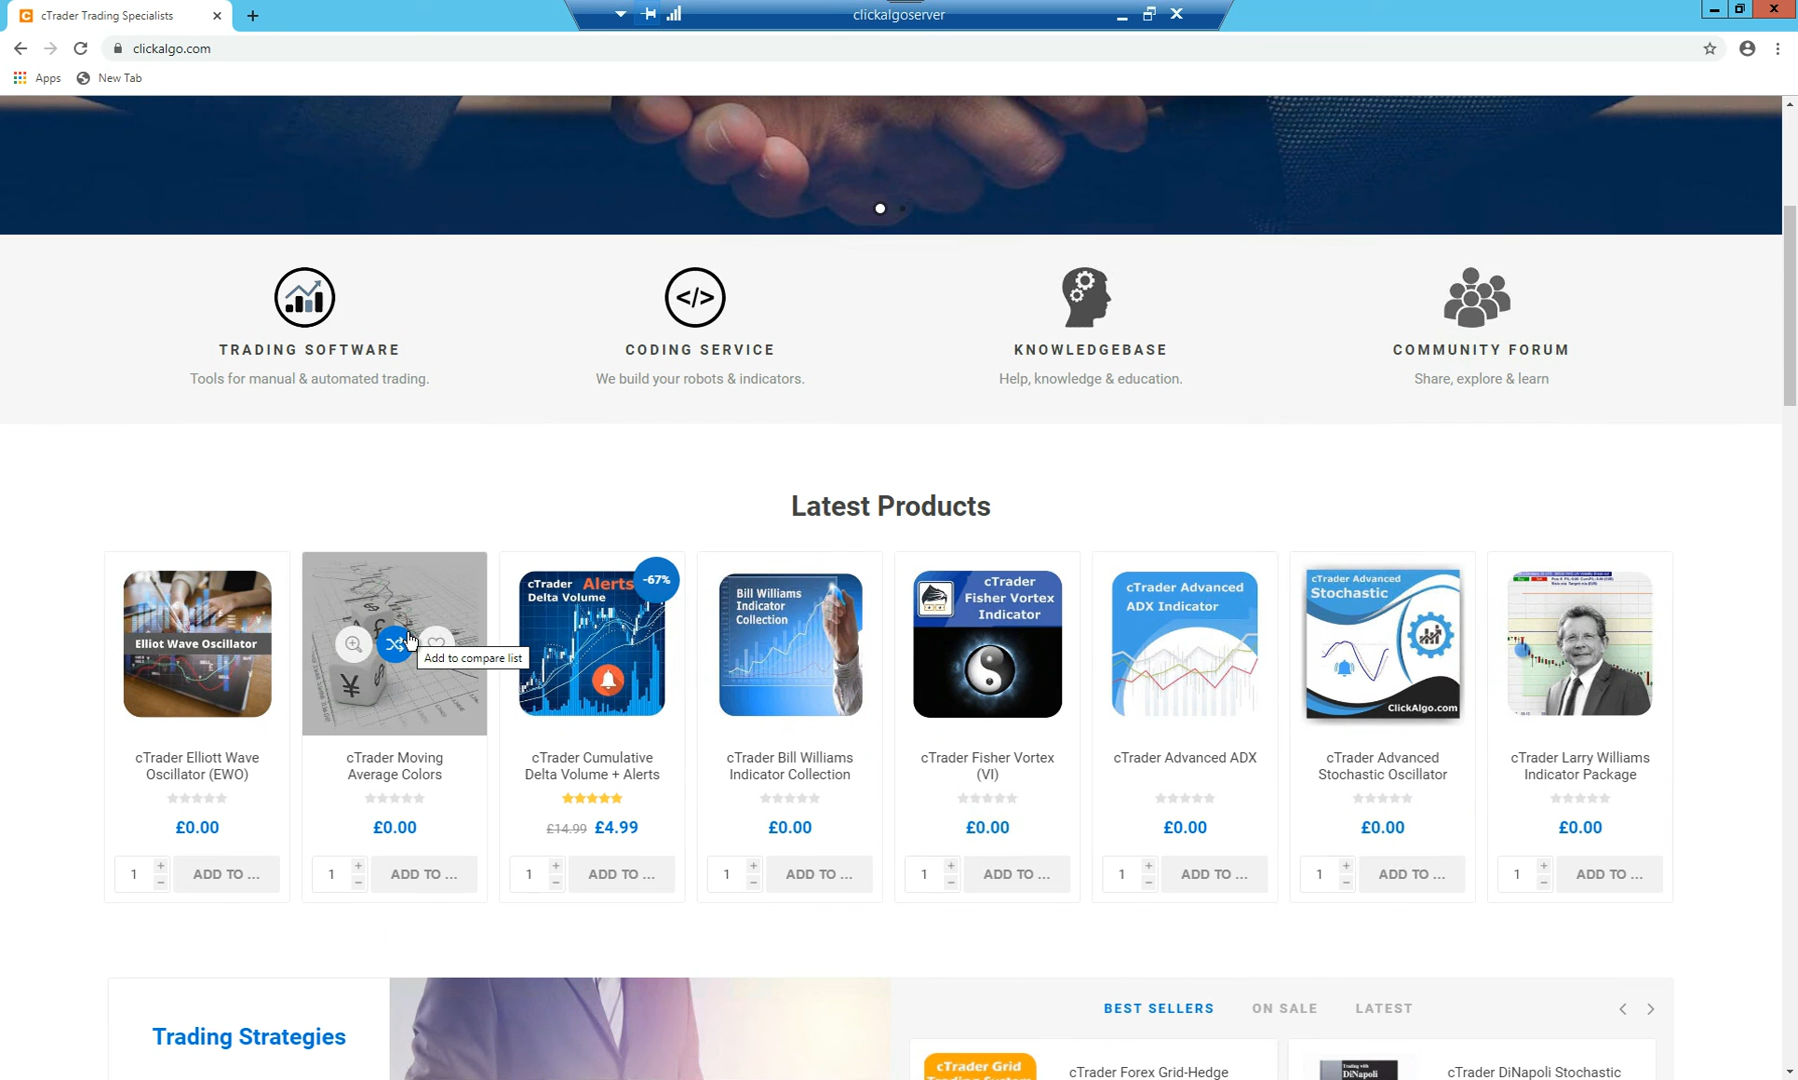 cTrader Trading Specialists
clickalgoserver
clickalgo.com
Apps
New Tab
TRADING SOFTWARE
Tools for manual & automated trading.
</>
CODING SERVICE
We build your robots & indicators.
KNOWLEDGEBASE
Help, knowledge & education.
COMMUNITY FORUM
Share, explore & learn
Latest Products
Elliot Wave Oscillator
cTrader Elliott Wave
Oscillator (EWO)
£0.00
1 + −
ADD TO ...
Add to compare list
cTrader Moving
Average Colors
£0.00
1 + −
ADD TO ...
cTrader Alerts
Delta Volume
-67%
cTrader Cumulative
Delta Volume + Alerts
£14.99 £4.99
1 + −
ADD TO ...
Bill Williams
Indicator
Collection
cTrader Bill Williams
Indicator Collection
£0.00
1 + −
ADD TO ...
cTrader
Fisher Vortex
Indicator
cTrader Fisher Vortex
(VI)
£0.00
1 + −
ADD TO ...
cTrader Advanced
ADX Indicator
cTrader Advanced ADX
£0.00
1 + −
ADD TO ...
cTrader Advanced
Stochastic
ClickAlgo.com
cTrader Advanced
Stochastic Oscillator
£0.00
1 + −
ADD TO ...
cTrader Larry Williams
Indicator Package
£0.00
1 + −
ADD TO ...
Trading Strategies
BEST SELLERS
ON SALE
LATEST
cTrader Grid
Trading System
cTrader Forex Grid-Hedge
DiNapoli
cTrader DiNapoli Stochastic